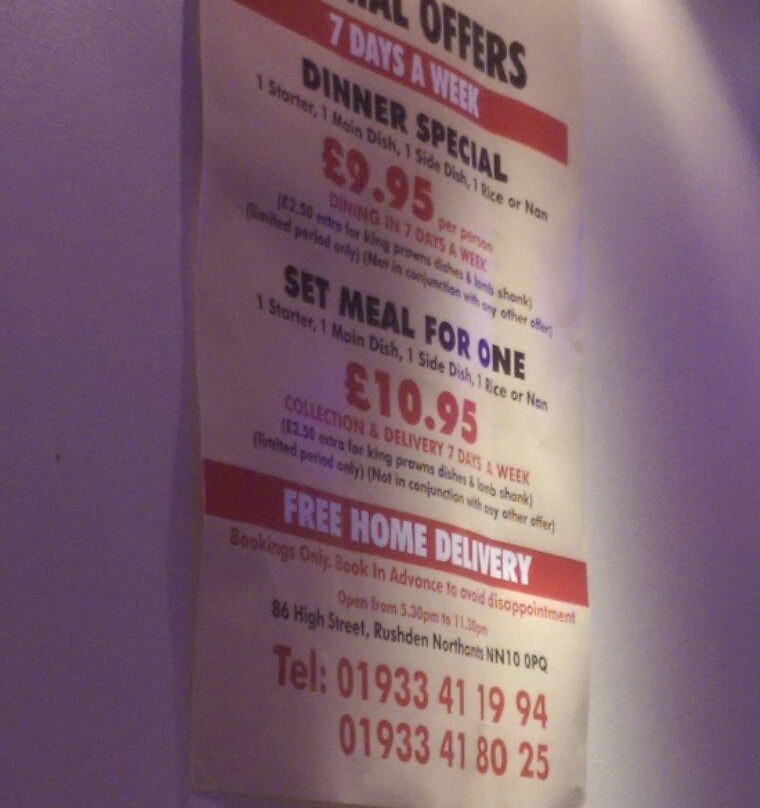 OFFERS
7 DAYS A WEEK
DINNER SPECIAL
1 Starter, 1 Main Dish, 1 Side Dish, 1 Rice or Nan
£9.95 per person
DINING IN 7 DAYS A WEEK
(£2.50 extra for king prawns dishes & lamb shank)
(limited period only) (Not in conjunction with any other offer)
SET MEAL FOR ONE
1 Starter, 1 Main Dish, 1 Side Dish, 1 Rice or Nan
£10.95
COLLECTION & DELIVERY 7 DAYS A WEEK
(£2.50 extra for king prawns dishes & lamb shank)
(limited period only) (Not in conjunction with any other offer)
FREE HOME DELIVERY
Bookings Only. Book In Advance to avoid disappointment
Open from 5.30pm to 11.30pm
86 High Street, Rushden Northants NN10 0PQ
Tel: 01933 41 19 94
01933 41 80 25